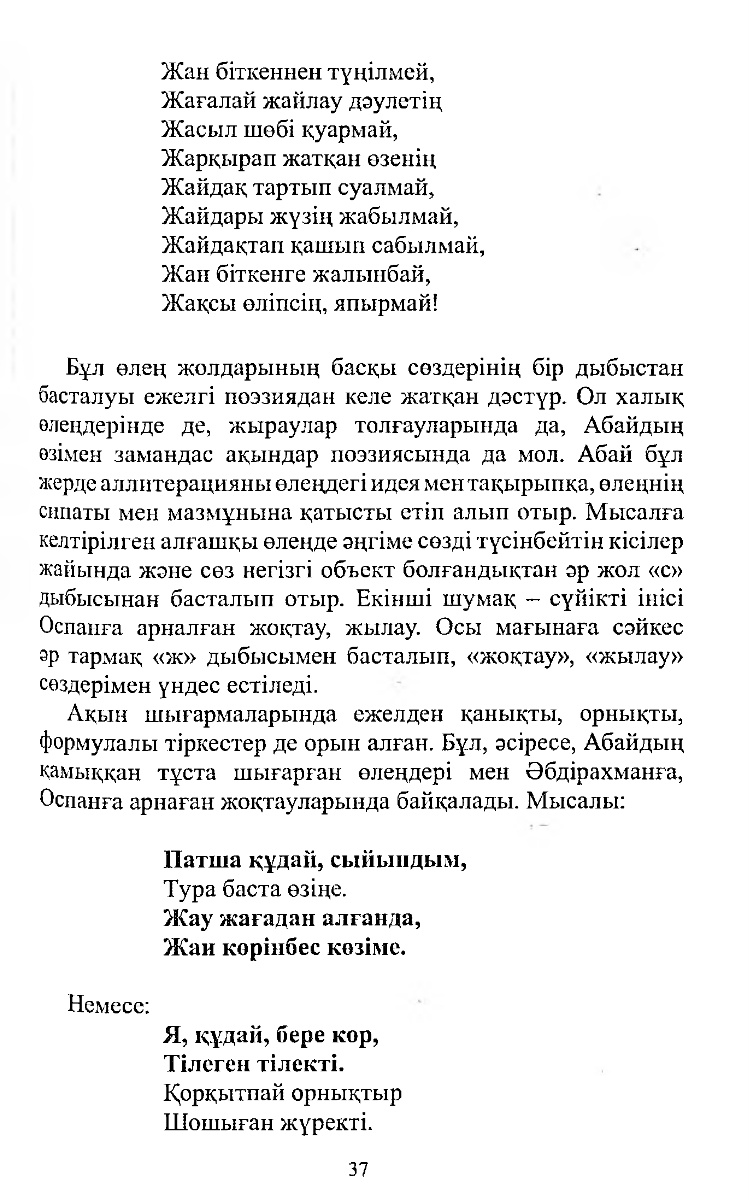 Жан біткеннен түңілмей,
Жағалай жайлау дәулетің
Жасыл шөбі қуармай,
Жарқырап жатқан өзенің
Жайдақ тартып суалмай,
Жайдары жүзің жабылмай,
Жайдақтап қашып сабылмай,
Жан біткенге жалынбай,
Жақсы өліпсің, япырмай!
Бұл өлең жолдарының басқы сөздерінің бір дыбыстан
басталуы ежелгі поэзиядан келе жатқан дәстүр. Ол халық
өлеңдерінде де, жыраулар толғауларында да, Абайдың
өзімен замандас ақындар поэзиясында да мол. Абай бұл
жерде аллитерацияны өлеңдегі идея мен тақырыпқа, өлеңнің
сипаты мен мазмұнына қатысты етіп алып отыр. Мысалға
келтірілген алғашқы өлеңде әңгіме сөзді түсінбейтін кісілер
жайында және сөз негізгі объект болғандықтан әр жол «с»
дыбысынан басталып отыр. Екінші шумақ – сүйікті інісі
Оспанға арналған жоқтау, жылау. Осы мағынаға сәйкес
әр тармақ «ж» дыбысымен басталып, «жоқтау», «жылау»
сөздерімен үндес естіледі.
Ақын шығармаларында ежелден қанықты, орнықты,
формулалы тіркестер де орын алған. Бұл, әсіресе, Абайдың
қамыққан тұста шығарған өлеңдері мен Әбдірахманға,
Оспанға арнаған жоқтауларында байқалады. Мысалы:
Патша құдай, сыйындым,
Тура баста өзіңе.
Жау жағадан алғанда,
Жан көрінбес көзіме.
Немесе:
Я, құдай, бере кор,
Тілеген тілекті.
Қорқытпай орнықтыр
Шошыған жүректі.
37